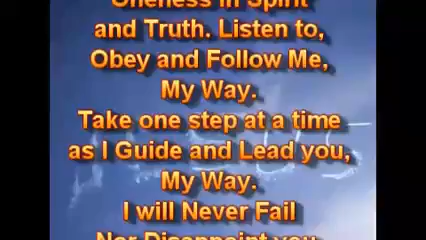 Oneness in Spirit
and Truth. Listen to,
Obey and Follow Me,
My Way.
Take one step at a time
as I Guide and Lead you,
My Way.
I will Never Fail
Nor Disappoint you.
JESUS